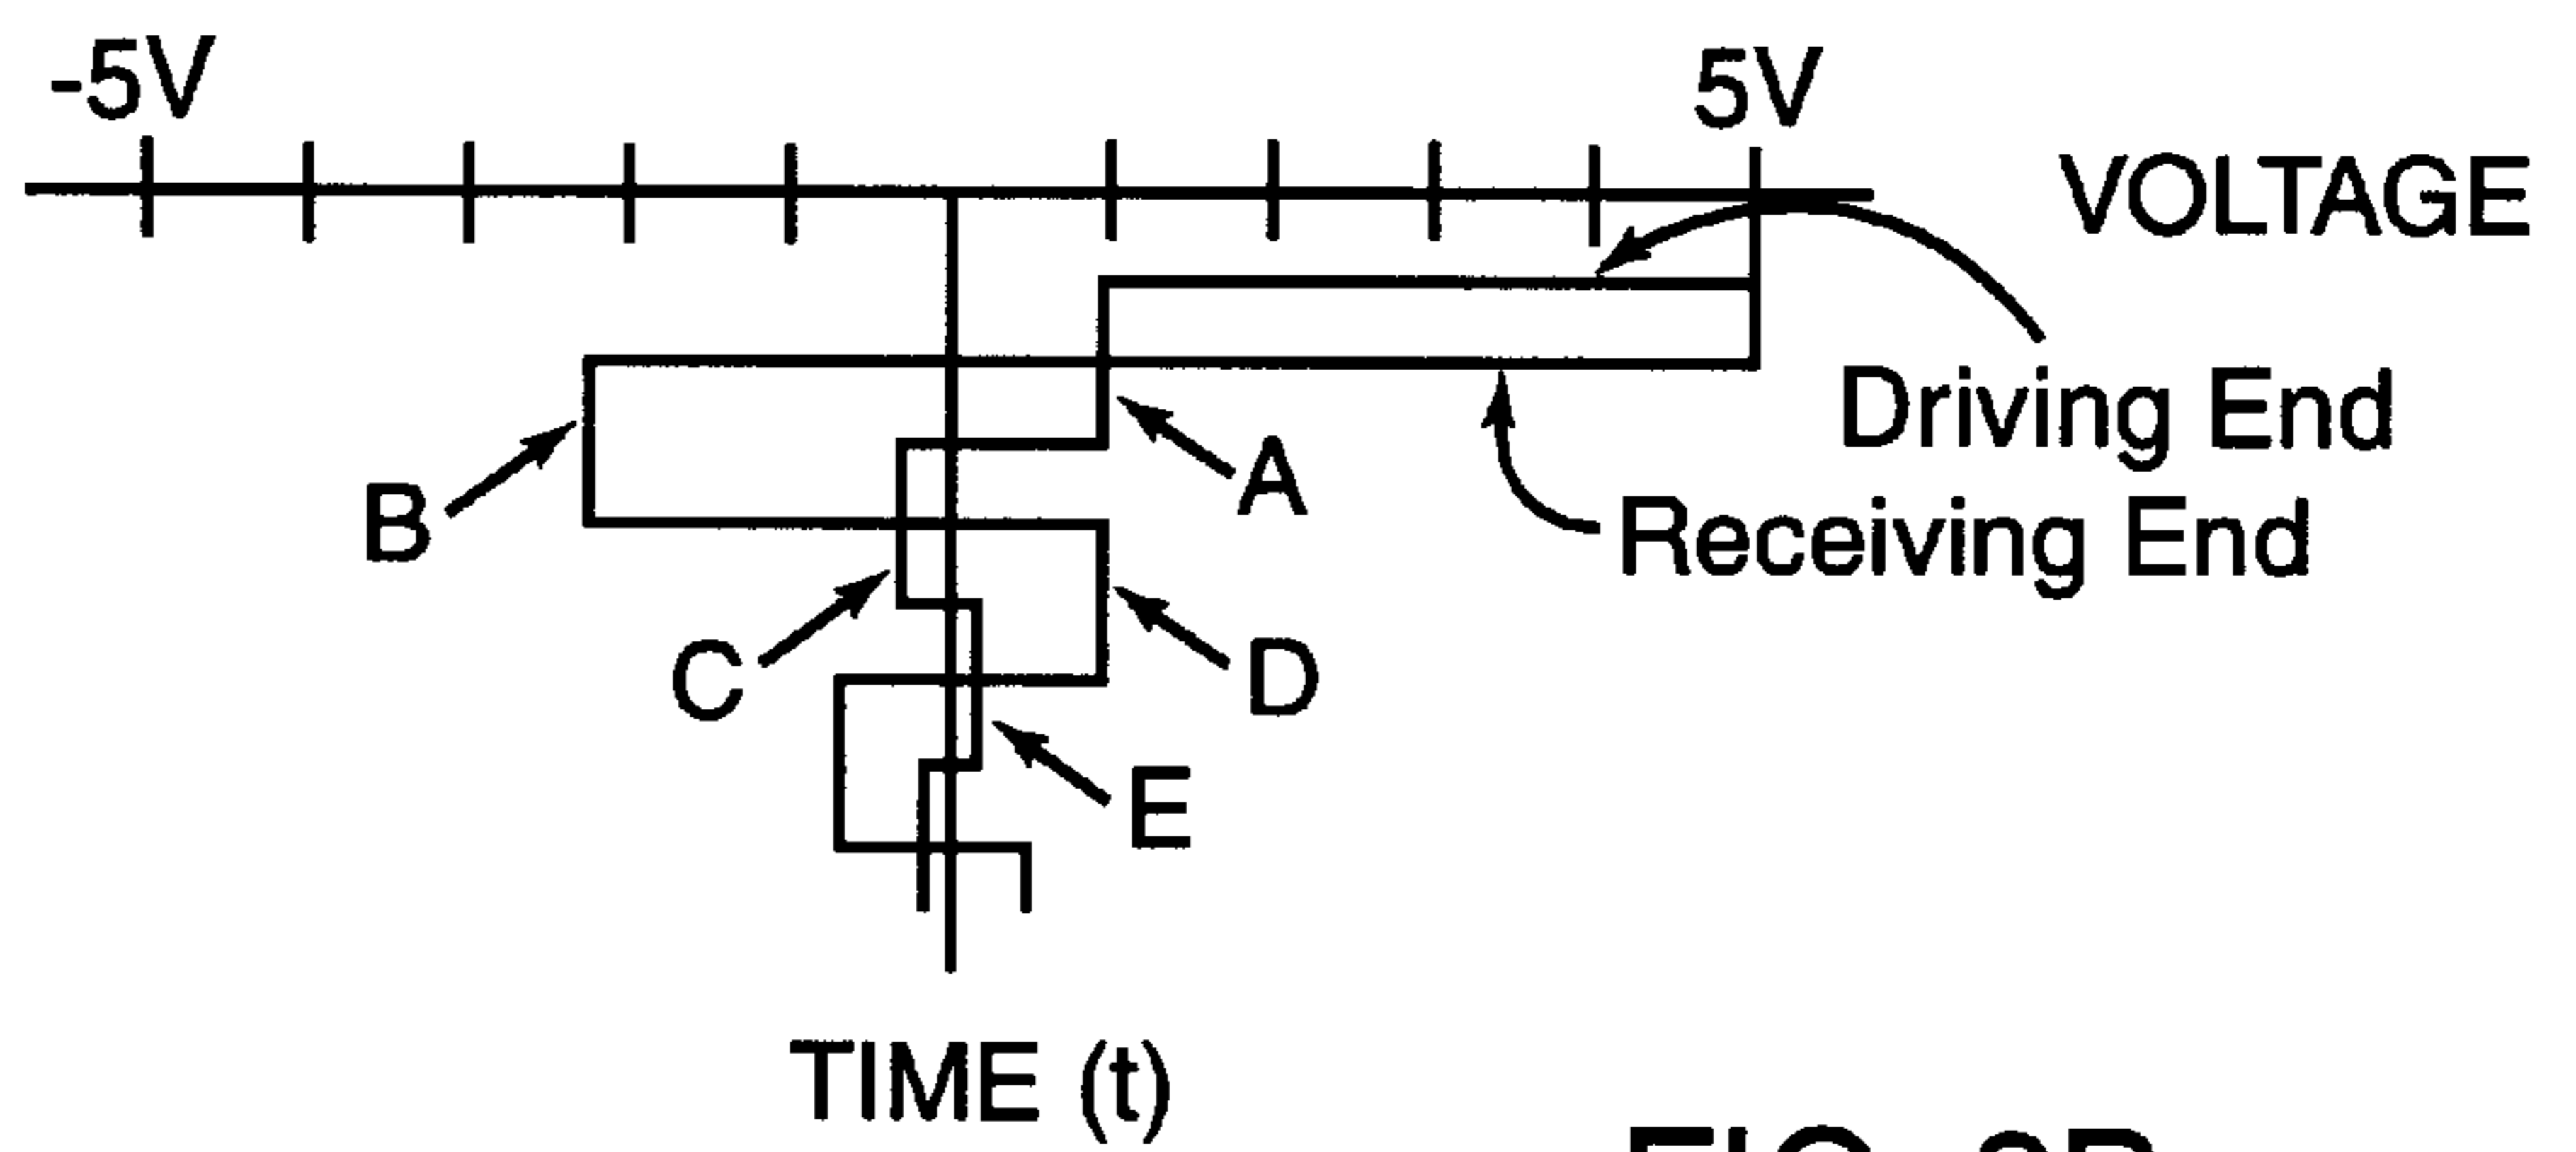 -5V
5V
VOLTAGE
Driving End
Receiving End
A
B
C
D
E
TIME (t)